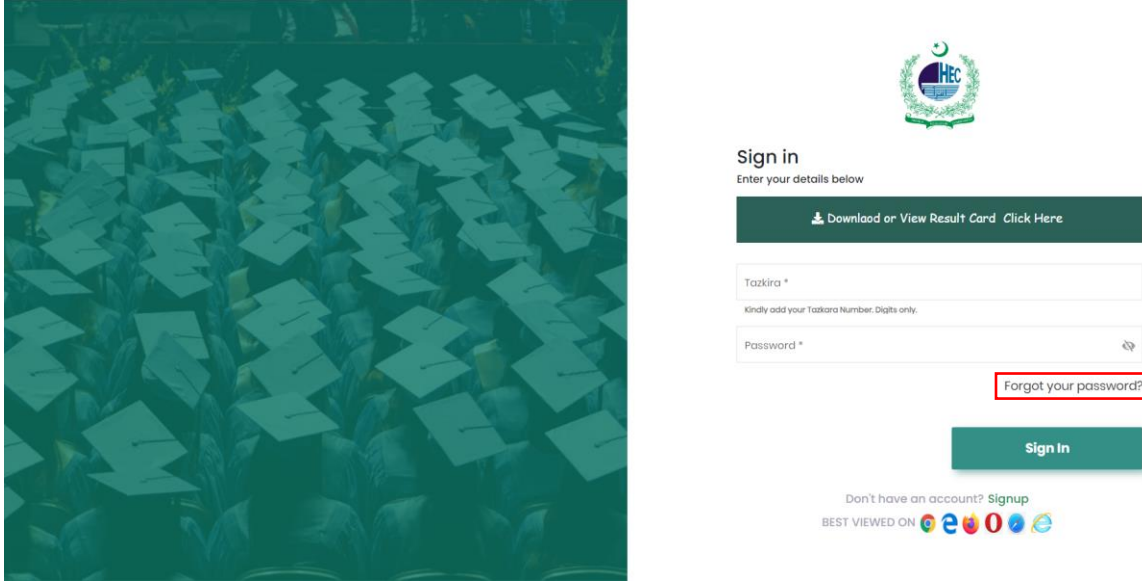 HEC
Sign in
Enter your details below
Downlaod or View Result Card Click Here
Tazkira *
Kindly add your Tazkara Number. Digits only.
Password *
Forgot your password?
Sign In
Don't have an account? Signup
BEST VIEWED ON